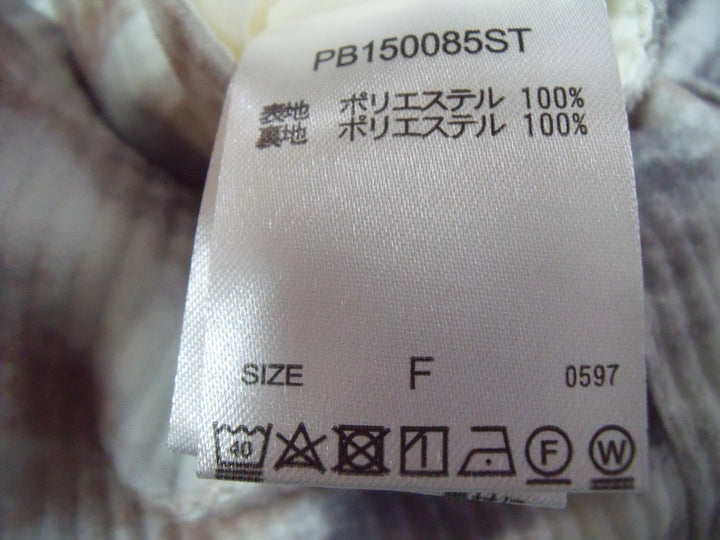 PB150085ST
表地 ポリエステル 100%
裏地 ポリエステル 100%
SIZE F 0597
40 F W